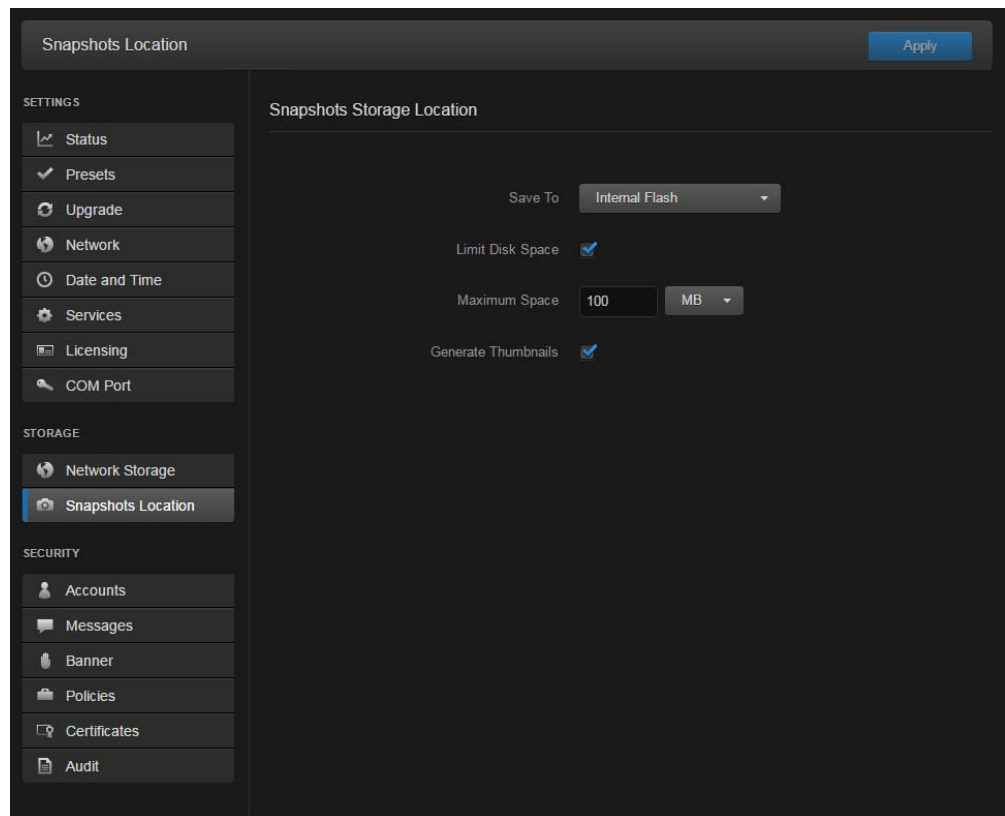 Snapshots Location
Apply
SETTINGS
Status
Presets
Upgrade
Network
Date and Time
Services
Licensing
COM Port
STORAGE
Network Storage
Snapshots Location
SECURITY
Accounts
Messages
Banner
Policies
Certificates
Audit
Snapshots Storage Location
Save To Internal Flash
Limit Disk Space
Maximum Space 100 MB
Generate Thumbnails